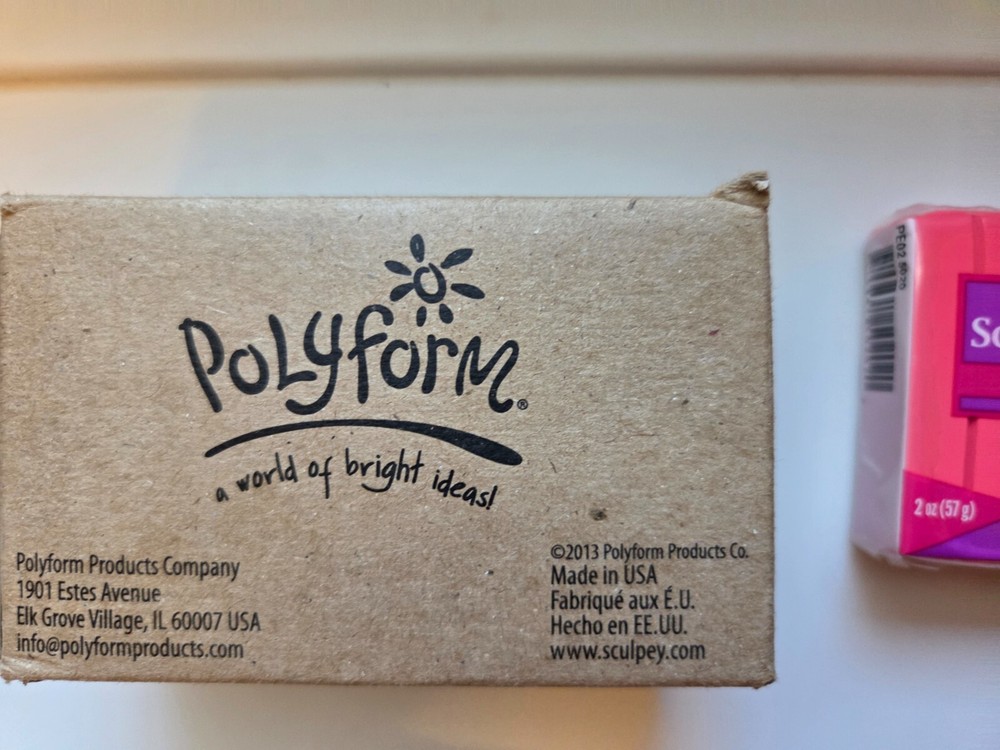 PolyForm®
a world of bright ideas!
Polyform Products Company
1901 Estes Avenue
Elk Grove Village, IL 60007 USA
info@polyformproducts.com
©2013 Polyform Products Co.
Made in USA
Fabriqué aux É.U.
Hecho en EE.UU.
www.sculpey.com
2 oz (57 g)